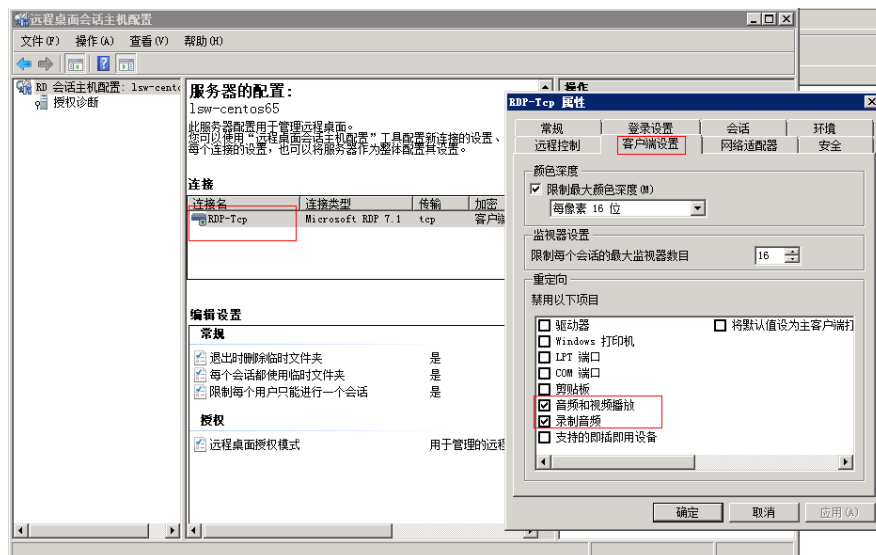 远程桌面会话主机配置
文件(F) 操作(A) 查看(V) 帮助(H)
RD 会话主机配置: lsw-cento
授权诊断
服务器的配置:
lsw-centos65
此服务器配置用于管理远程桌面。
您可以使用“远程桌面会话主机配置”工具配置新连接的设置、
每个连接的设置，也可以将服务器作为整体配置其设置。
连接
连接名 连接类型 传输 加密
RDP-Tcp Microsoft RDP 7.1 tcp 客户端
编辑设置
常规
退出时删除临时文件夹 是
每个会话都使用临时文件夹 是
限制每个用户只能进行一个会话 是
授权
远程桌面授权模式 用于管理的远程
操作
RDP-Tcp 属性
常规 登录设置 会话 环境
远程控制 客户端设置 网络适配器 安全
颜色深度
限制最大颜色深度(M)
每像素 16 位
监视器设置
限制每个会话的最大监视器数目 16
重定向
禁用以下项目
驱动器 将默认值设为主客户端打
Windows 打印机
LPT 端口
COM 端口
剪贴板
音频和视频播放
录制音频
支持的即插即用设备
确定 取消 应用(A)